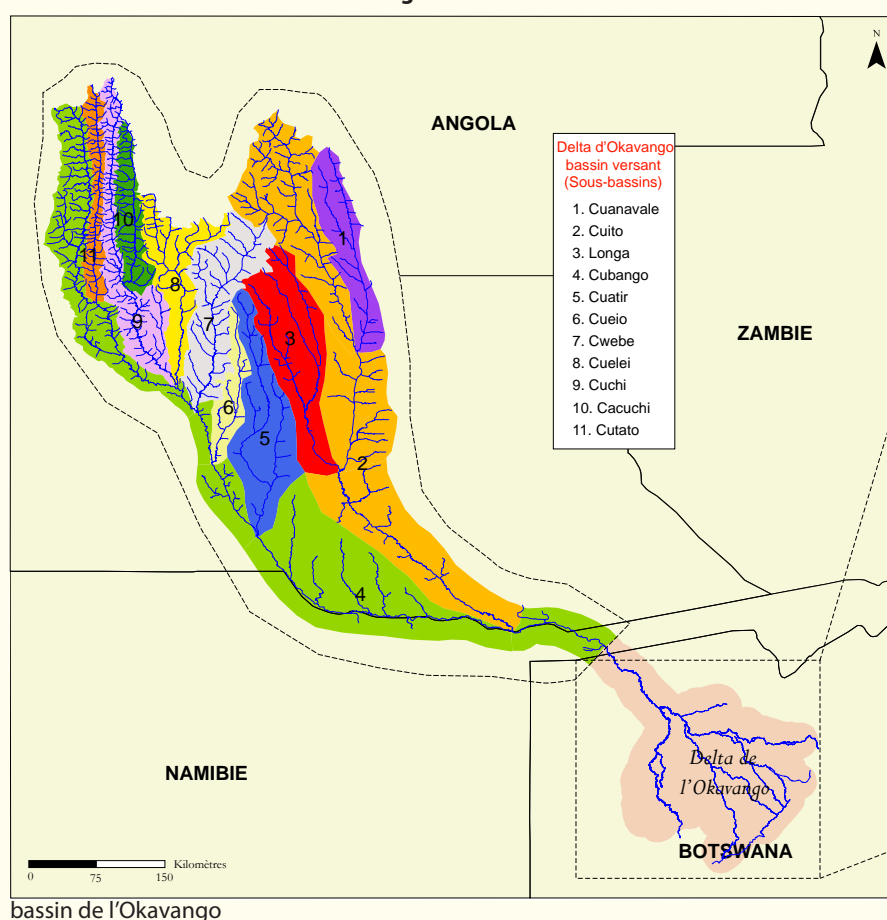 g
N
ANGOLA
Delta d'Okavango
bassin versant
(Sous-bassins)
1. Cuanavale
2. Cuito
3. Longa
4. Cubango
5. Cuatir
6. Cueio
7. Cwebe
8. Cuelei
9. Cuchi
10. Cacuchi
11. Cutato
ZAMBIE
10
1
11
8
9
7
3
6
5
2
4
NAMIBIE
Delta de
l'Okavango
BOTSWANA
Kilomètres
0 75 150
bassin de l'Okavango